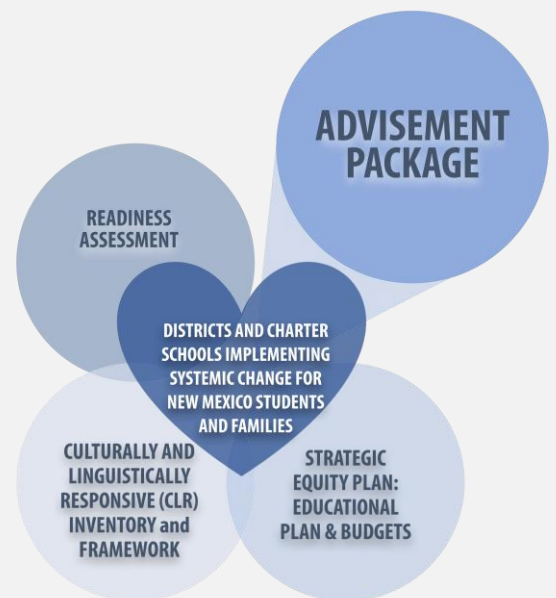 ADVISEMENT
PACKAGE
READINESS
ASSESSMENT
DISTRICTS AND CHARTER
SCHOOLS IMPLEMENTING
SYSTEMIC CHANGE FOR
NEW MEXICO STUDENTS
AND FAMILIES
CULTURALLY AND
LINGUISTICALLY
RESPONSIVE (CLR)
INVENTORY and
FRAMEWORK
STRATEGIC
EQUITY PLAN:
EDUCATIONAL
PLAN & BUDGETS